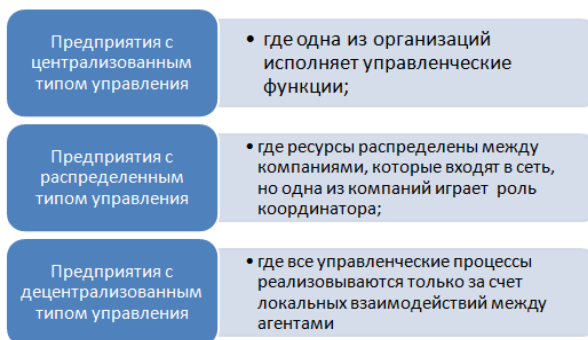 Предприятия с
централизованным
типом управления
• где одна из организаций
исполняет управленческие
функции;
Предприятия с
распределенным
типом управления
• где ресурсы распределены между
компаниями, которые входят в сеть,
но одна из компаний играет роль
координатора;
Предприятия с
децентрализованным
типом управления
• где все управленческие процессы
реализовываются только за счет
локальных взаимодействий между
агентами